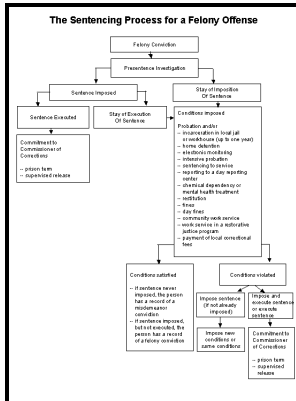 The Sentencing Process for a Felony Offense
Felony Conviction
Presentence Investigation
Sentence Imposed
Stay of Imposition
Of Sentence
Sentence Executed
Stay of Execution
Of Sentence
Commitment to
Commissioner of
Corrections
-- prison term
-- supervised release
Conditions imposed
Probation and/or
-- incarceration in local jail
or workhouse (up to one year)
-- home detention
-- electronic monitoring
-- intensive probation
-- sentencing to service
-- reporting to a day reporting
center
-- chemical dependency or
mental health treatment
-- restitution
-- fines
-- day fines
-- community work service
-- work service in a restorative
justice program
-- payment of local correctional
fees
Conditions satisfied
-- if sentence never
imposed, the person
has a record of a
misdemeanor
conviction
-- if sentence imposed,
but not executed, the
person has a record
of a felony conviction
Conditions violated
Impose sentence
(if not already
imposed)
Impose and
execute sentence
or execute
sentence
Impose new
conditions or
same conditions
Commitment to
Commissioner of
Corrections
-- prison term
-- supervised
release